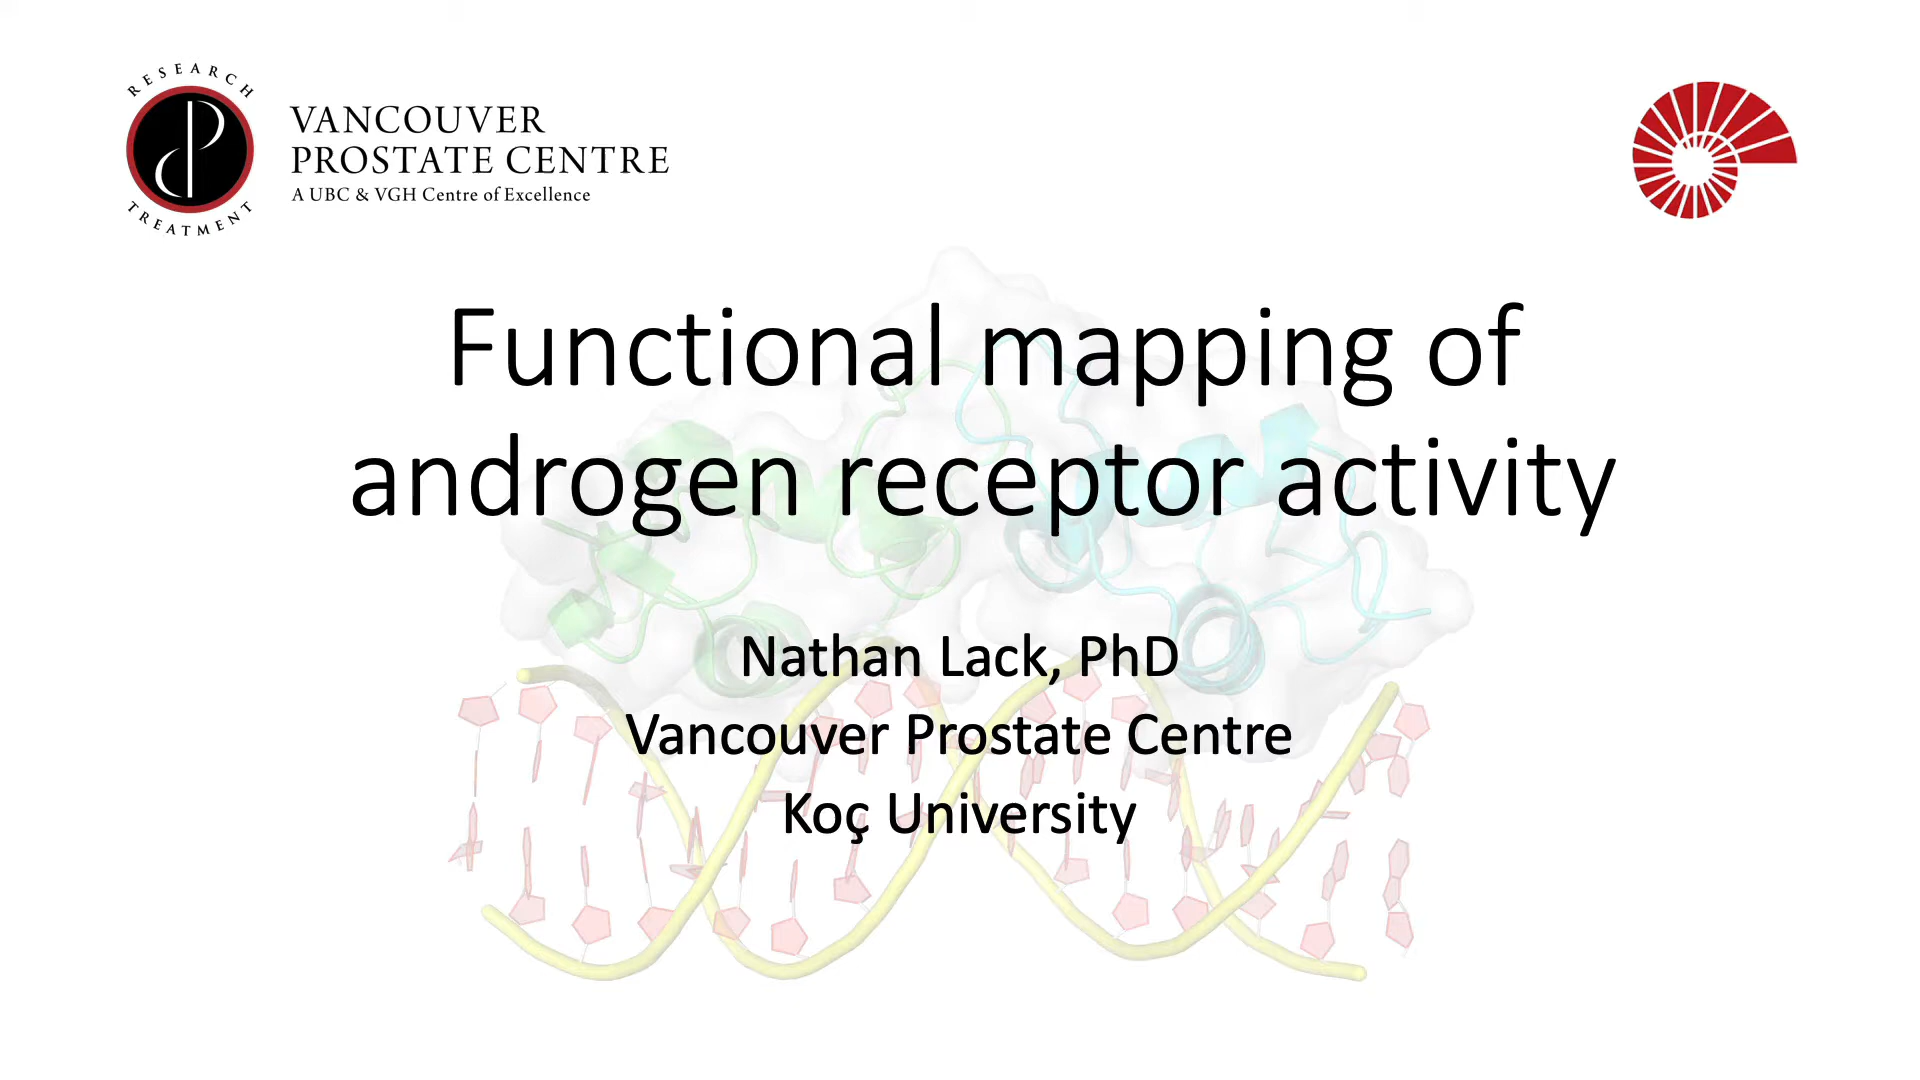 RESEARCH
TREATMENT
VANCOUVER
PROSTATE CENTRE
A UBC & VGH Centre of Excellence
Functional mapping of
androgen receptor activity
Nathan Lack, PhD
Vancouver Prostate Centre
Koç University